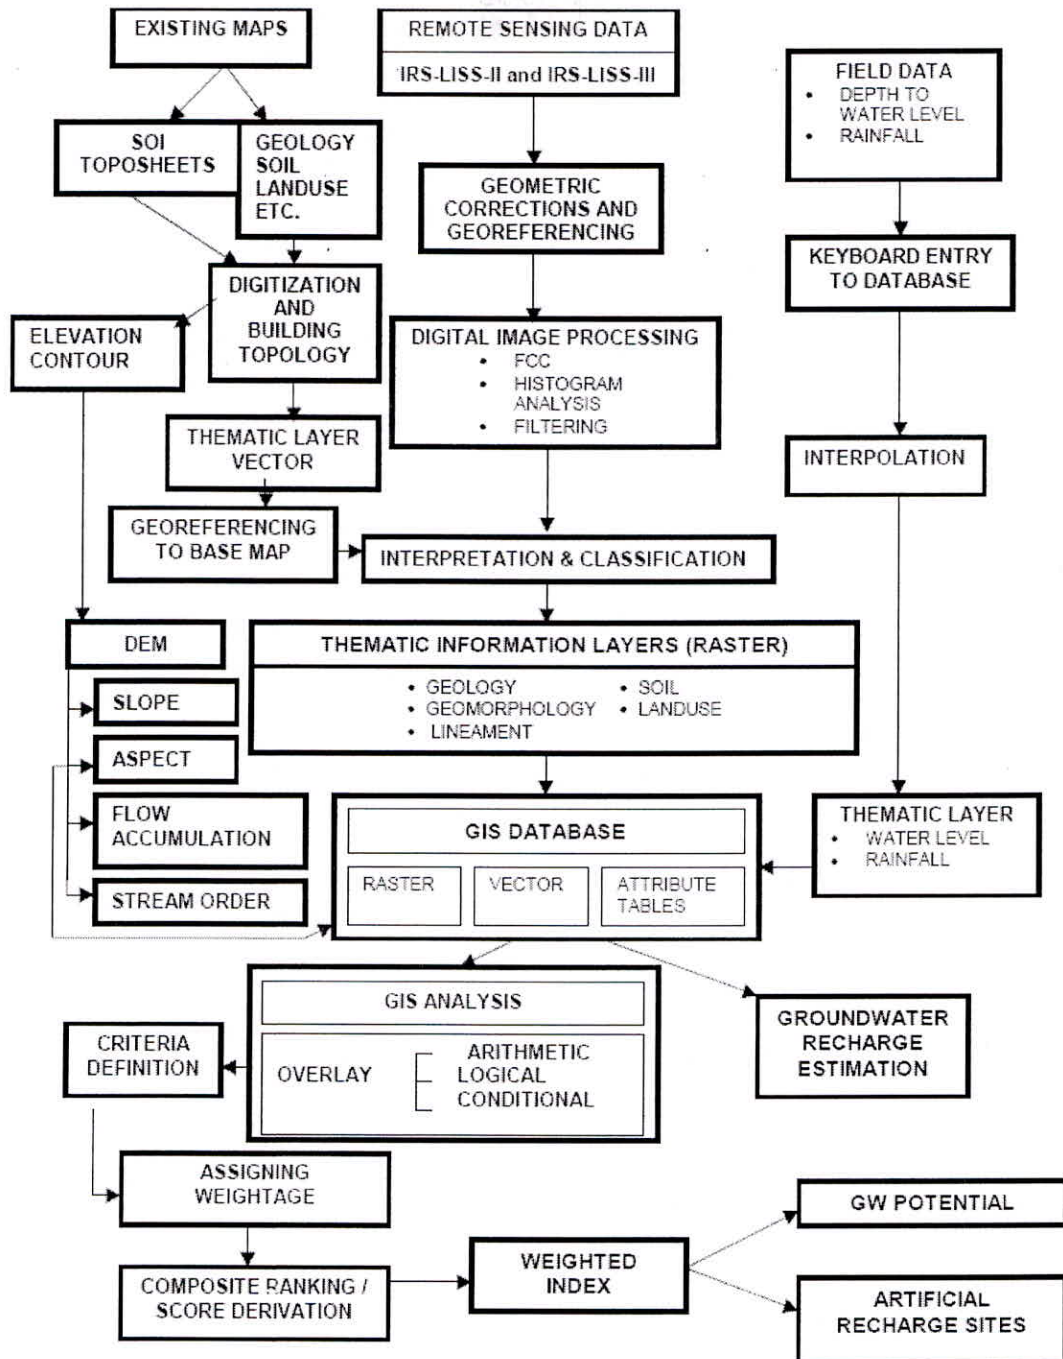 EXISTING MAPS
REMOTE SENSING DATA
IRS-LISS-II and IRS-LISS-III
FIELD DATA
• DEPTH TO
WATER LEVEL
• RAINFALL
SOI
TOPOSHEETS
GEOLOGY
SOIL
LANDUSE
ETC.
GEOMETRIC
CORRECTIONS AND
GEOREFERENCING
KEYBOARD ENTRY
TO DATABASE
DIGITIZATION
AND
BUILDING
TOPOLOGY
ELEVATION
CONTOUR
DIGITAL IMAGE PROCESSING
• FCC
• HISTOGRAM
ANALYSIS
• FILTERING
THEMATIC LAYER
VECTOR
INTERPOLATION
GEOREFERENCING
TO BASE MAP
INTERPRETATION & CLASSIFICATION
DEM
SLOPE
ASPECT
FLOW
ACCUMULATION
STREAM ORDER
THEMATIC INFORMATION LAYERS (RASTER)
• GEOLOGY
• GEOMORPHOLOGY
• LINEAMENT
• SOIL
• LANDUSE
GIS DATABASE
RASTER
VECTOR
ATTRIBUTE
TABLES
THEMATIC LAYER
• WATER LEVEL
• RAINFALL
GIS ANALYSIS
OVERLAY
ARITHMETIC
LOGICAL
CONDITIONAL
GROUNDWATER
RECHARGE
ESTIMATION
CRITERIA
DEFINITION
ASSIGNING
WEIGHTAGE
COMPOSITE RANKING /
SCORE DERIVATION
WEIGHTED
INDEX
GW POTENTIAL
ARTIFICIAL
RECHARGE SITES